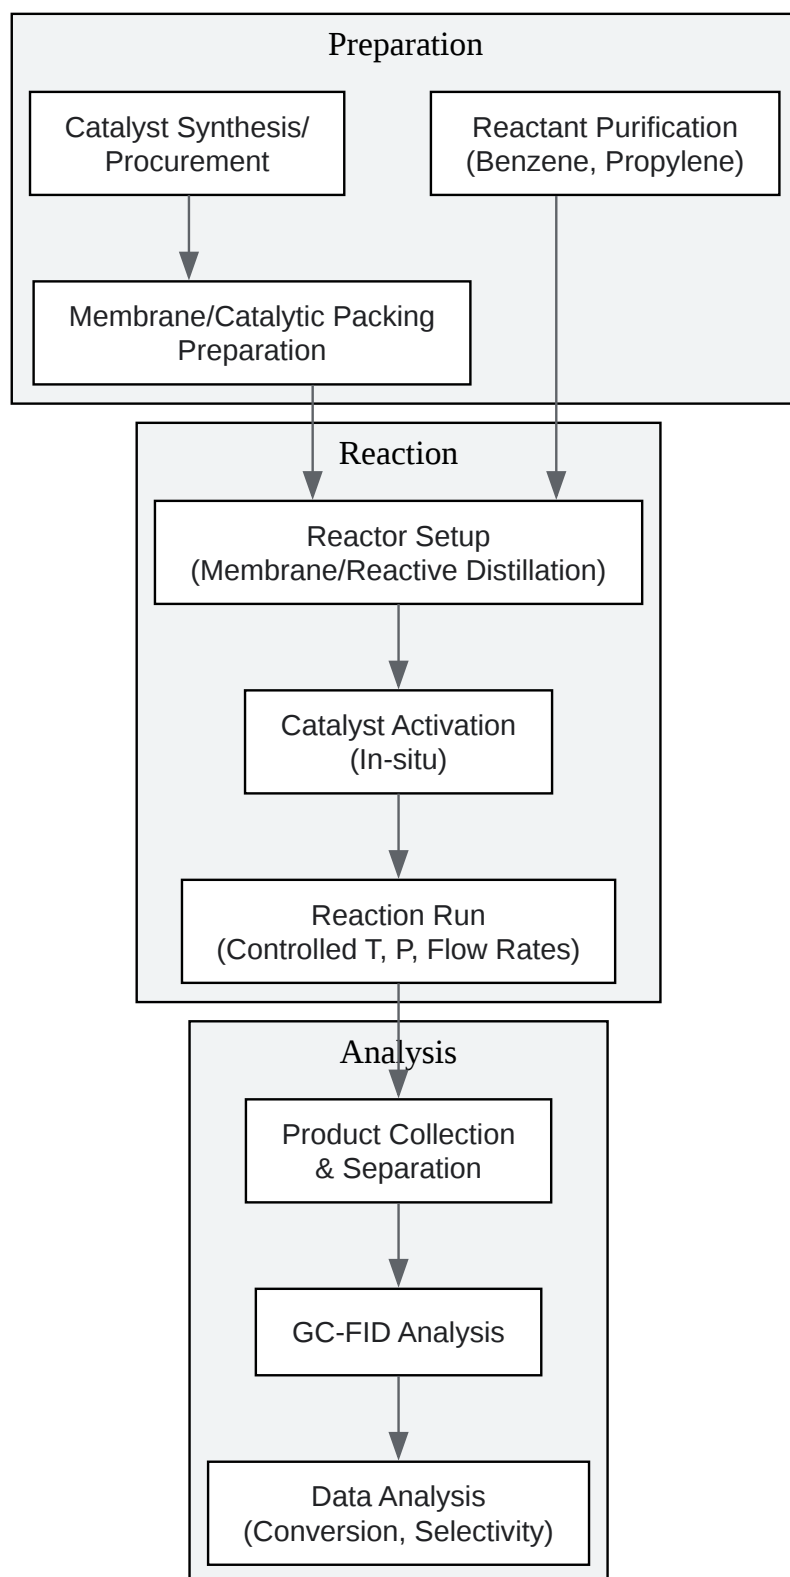 Preparation
Catalyst Synthesis/
Procurement
Reactant Purification
(Benzene, Propylene)
Membrane/Catalytic Packing
Preparation
Reaction
Reactor Setup
(Membrane/Reactive Distillation)
Catalyst Activation
(In-situ)
Reaction Run
(Controlled T, P, Flow Rates)
Analysis
Product Collection
& Separation
GC-FID Analysis
Data Analysis
(Conversion, Selectivity)